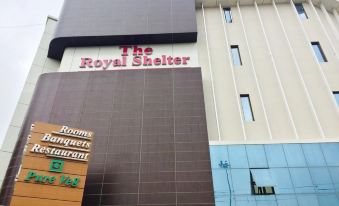 The
Royal Shelter
Rooms
Banquets
Restaurant
Pure Veg